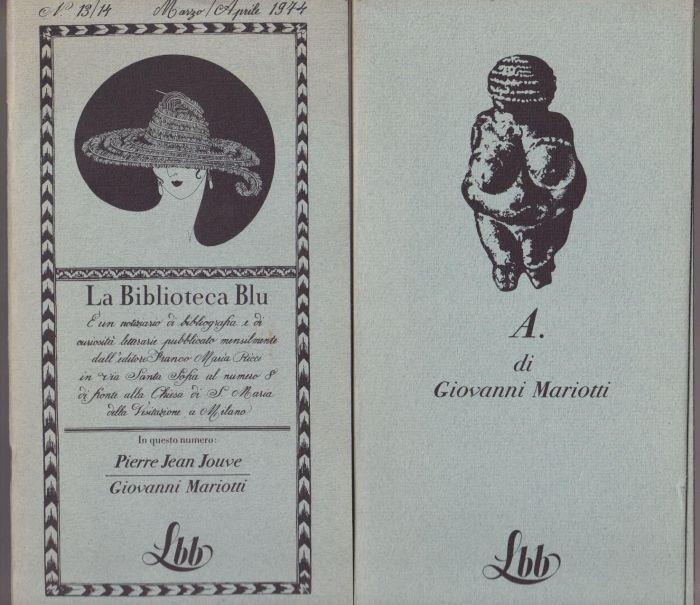 N. 13/14 Marzo/Aprile 1974
La Biblioteca Blu
È un notiziario di bibliografia e di
curiosità letterarie pubblicato mensilmente
dall'editore Franco Maria Ricci
in via Santa Sofia al numero 8
di fronte alla Chiesa di S. Maria
della Visitazione a Milano
In questo numero:
Pierre Jean Jouve
Giovanni Mariotti
Lbb
A.
di
Giovanni Mariotti
Lbb